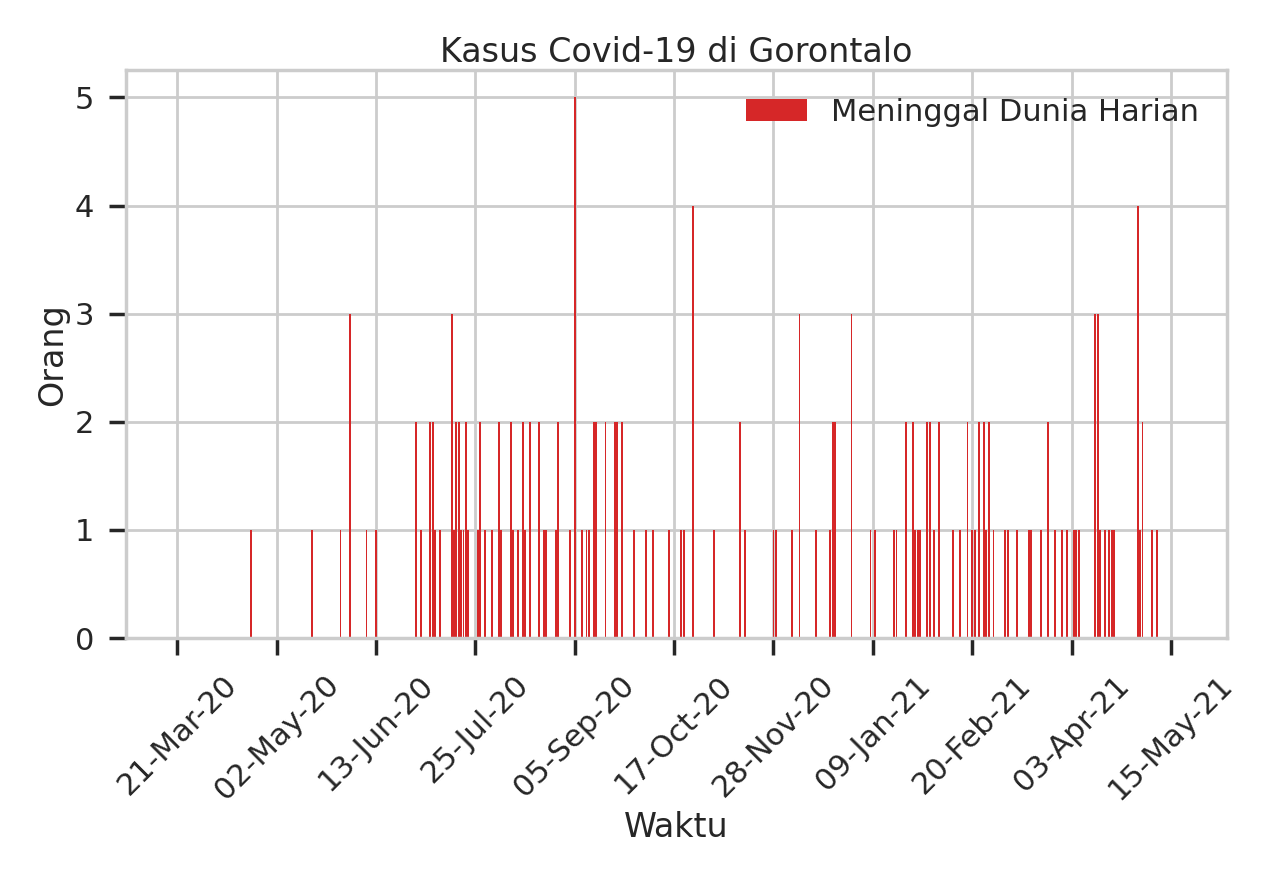 Kasus Covid-19 di Gorontalo
Meninggal Dunia Harian
Orang
5
4
3
2
1
0
21-Mar-20
02-May-20
13-Jun-20
25-Jul-20
05-Sep-20
17-Oct-20
28-Nov-20
09-Jan-21
20-Feb-21
03-Apr-21
15-May-21
Waktu